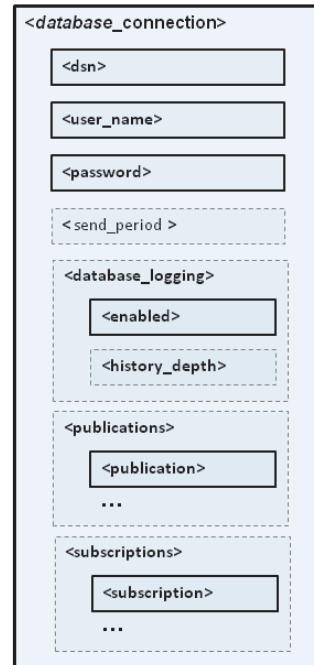 <database_connection>
<dsn>
<user_name>
<password>
< send_period >
<database_logging>
<enabled>
<history_depth>
<publications>
<publication>
...
<subscriptions>
<subscription>
...